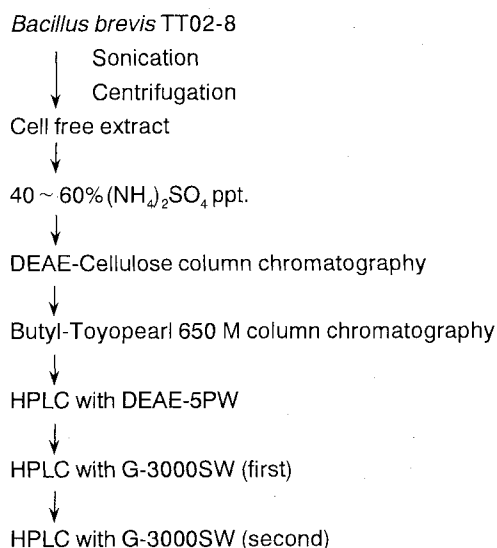 Bacillus brevis TT02-8
Sonication
Centrifugation
Cell free extract
40 ~ 60% (NH₄)₂SO₄ ppt.
DEAE-Cellulose column chromatography
Butyl-Toyopearl 650 M column chromatography
HPLC with DEAE-5PW
HPLC with G-3000SW (first)
HPLC with G-3000SW (second)